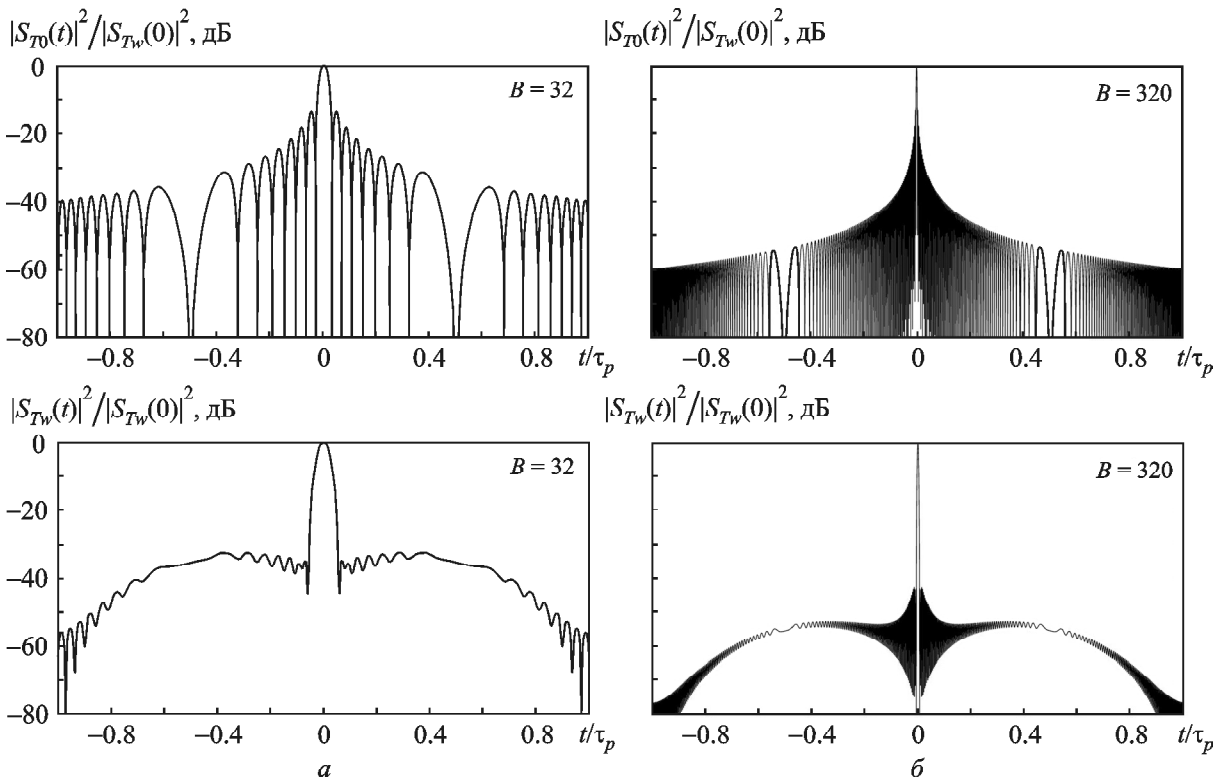 |S_{T0}(t)|²/|S_{Tw}(0)|², дБ
B = 32
0
−20
−40
−60
−80
−0.8 −0.4 0 0.4 0.8 t/τ_p
|S_{T0}(t)|²/|S_{Tw}(0)|², дБ
B = 320
−0.8 −0.4 0 0.4 0.8 t/τ_p
|S_{Tw}(t)|²/|S_{Tw}(0)|², дБ
B = 32
0
−20
−40
−60
−80
−0.8 −0.4 0 0.4 0.8 t/τ_p
а
|S_{Tw}(t)|²/|S_{Tw}(0)|², дБ
B = 320
−0.8 −0.4 0 0.4 0.8 t/τ_p
б